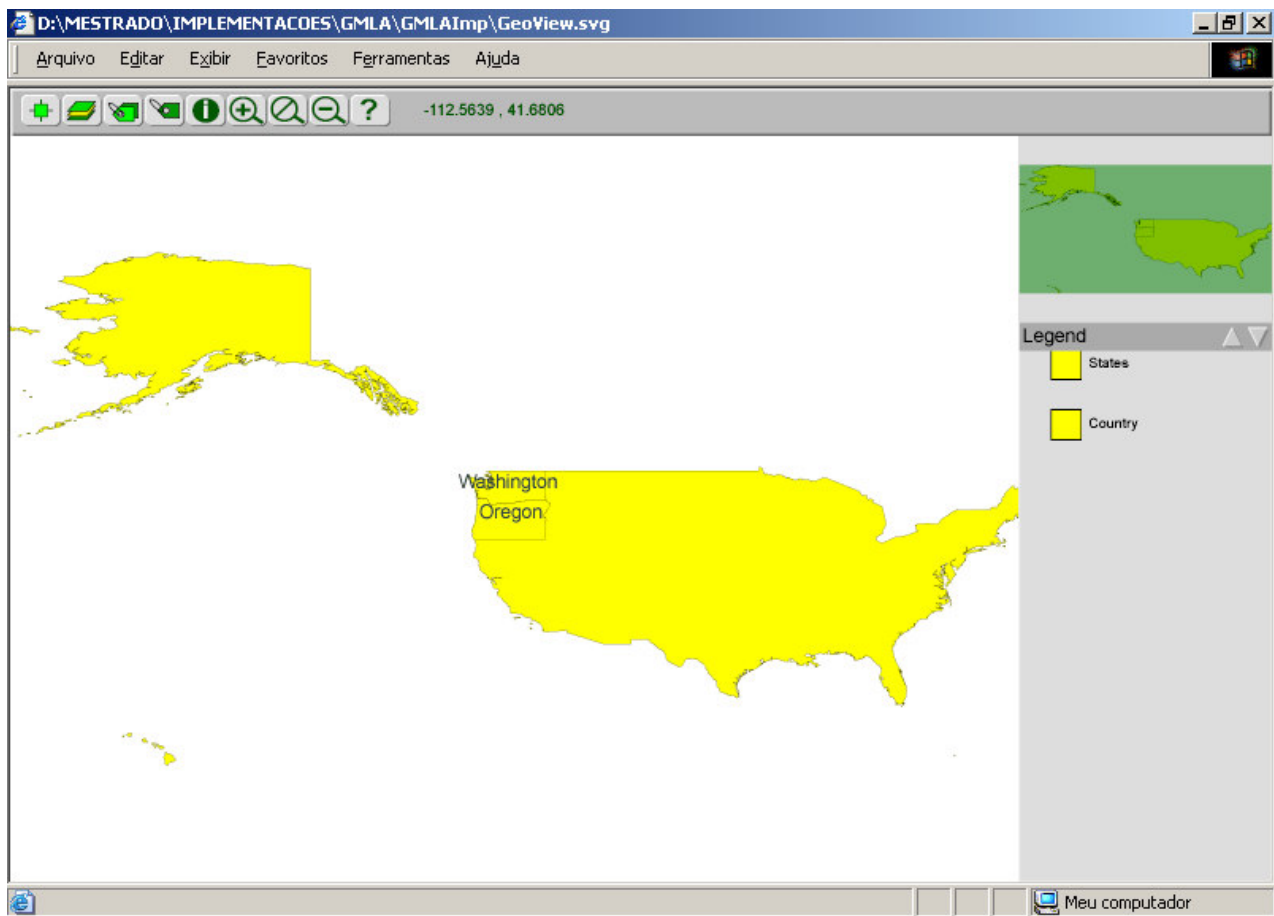 D:\MESTRADO\IMPLEMENTACOES\GMLA\GMLAImp\GeoView.svg
Arquivo Editar Exibir Favoritos Ferramentas Ajuda
? -112.5639 , 41.6806
Legend
States
Country
Washington
Oregon
Meu computador